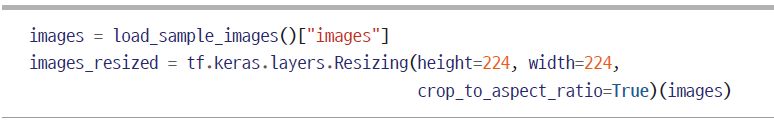 images = load_sample_images()["images"]
images_resized = tf.keras.layers.Resizing(height=224, width=224,
crop_to_aspect_ratio=True)(images)